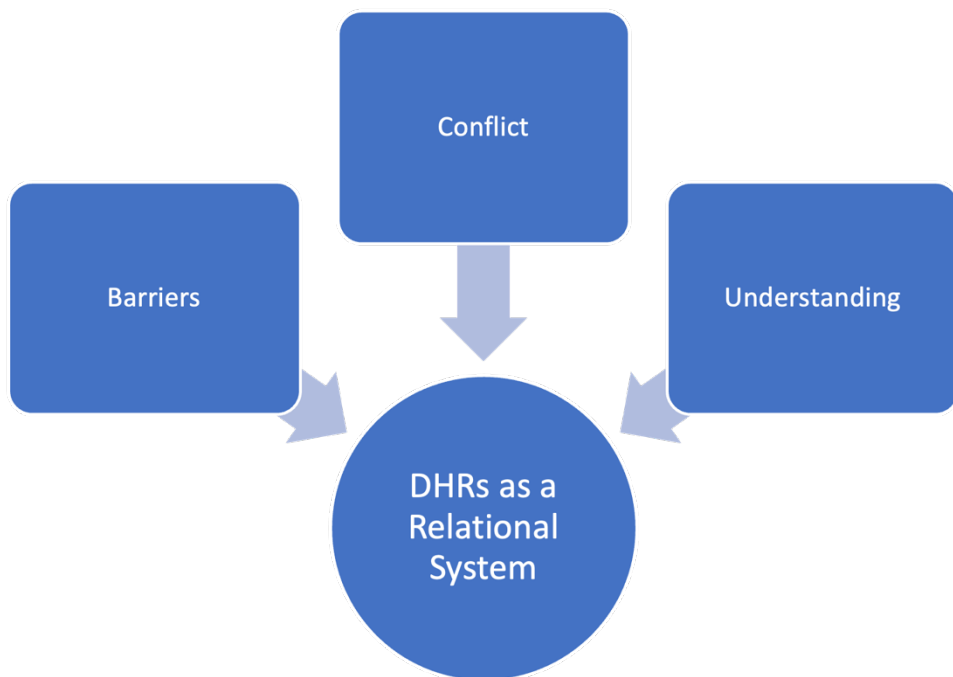 Conflict
Barriers
Understanding
DHRs as a
Relational
System